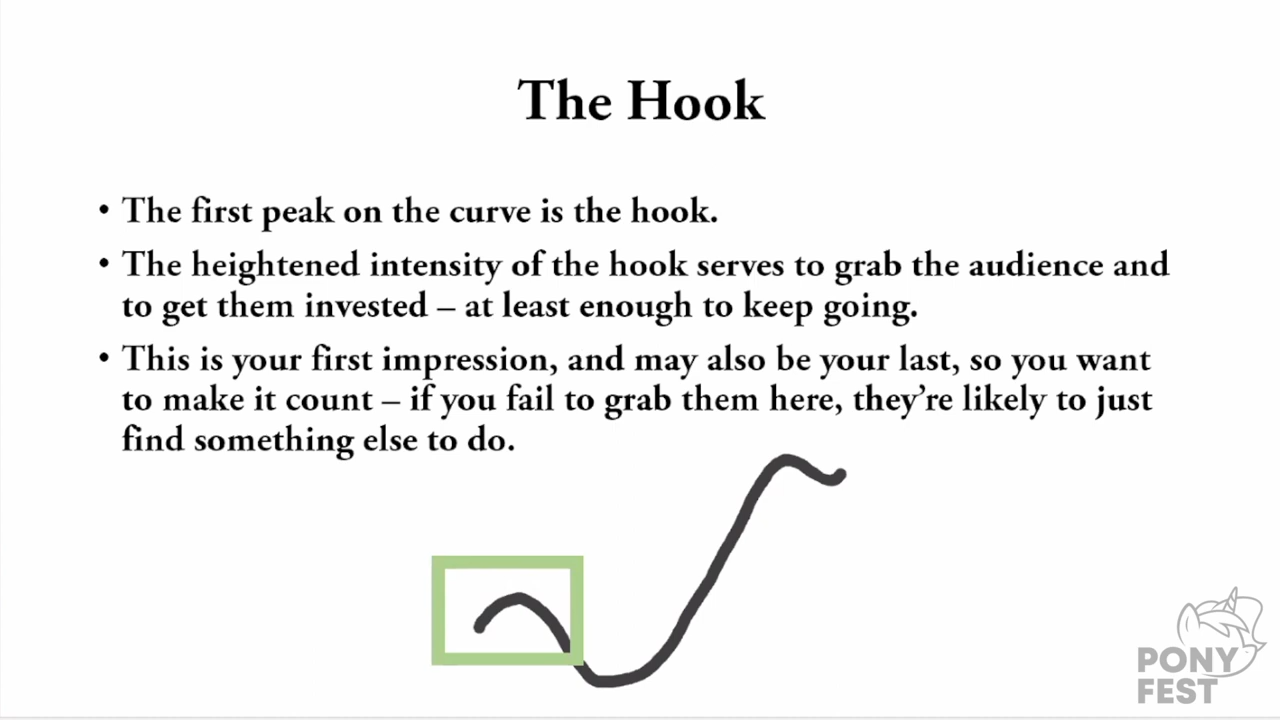 The Hook
• The first peak on the curve is the hook.
• The heightened intensity of the hook serves to grab the audience and
to get them invested – at least enough to keep going.
• This is your first impression, and may also be your last, so you want
to make it count – if you fail to grab them here, they’re likely to just
find something else to do.
PONY
FEST